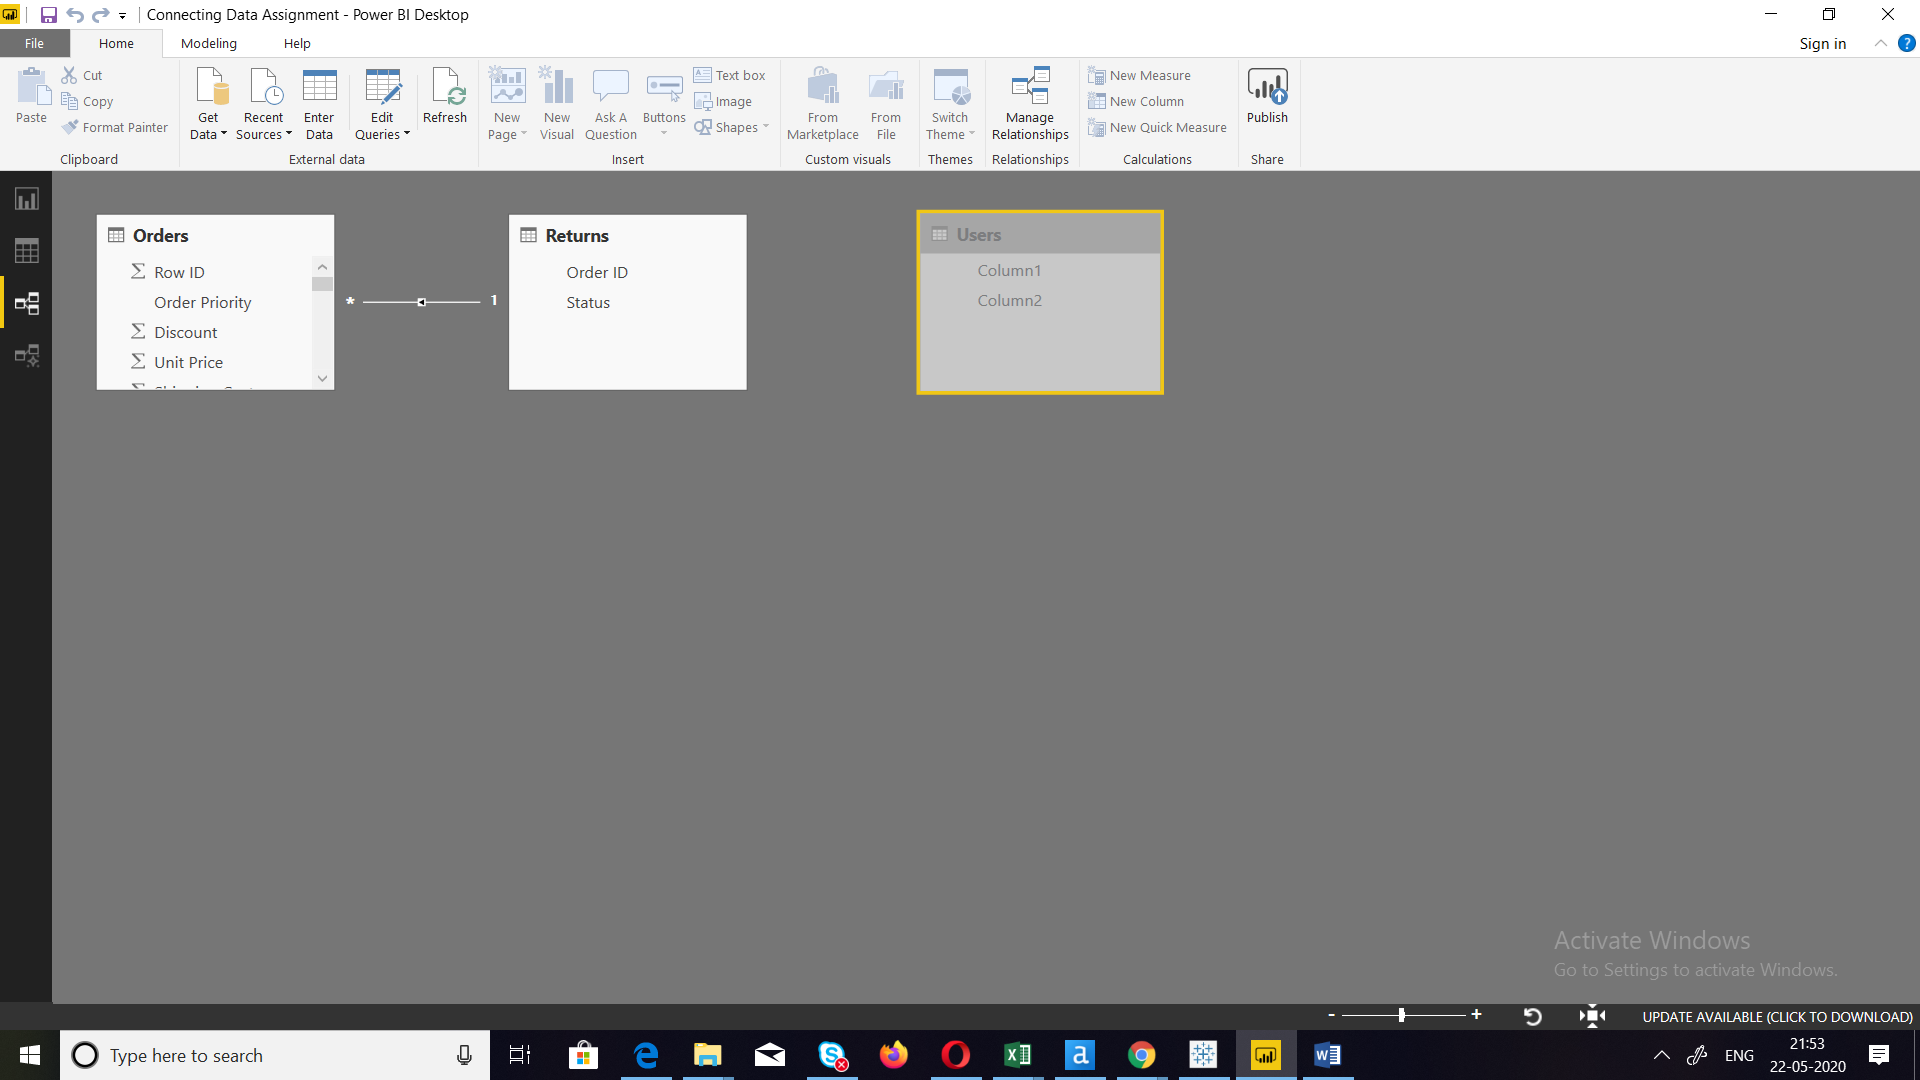 Connecting Data Assignment - Power BI Desktop
File Home Modeling Help Sign in ?
Paste
Cut
Copy
Format Painter
Clipboard
Get Data
Recent Sources
Enter Data
Edit Queries
Refresh
External data
New Page
New Visual
Ask A Question
Buttons
Text box
Image
Shapes
Insert
From Marketplace
From File
Custom visuals
Switch Theme
Themes
Manage Relationships
Relationships
New Measure
New Column
New Quick Measure
Calculations
Publish
Share
Orders
Row ID
Order Priority
Discount
Unit Price
* 1
Returns
Order ID
Status
Users
Column1
Column2
Activate Windows
Go to Settings to activate Windows.
- +
UPDATE AVAILABLE (CLICK TO DOWNLOAD)
Type here to search
ENG
21:53
22-05-2020